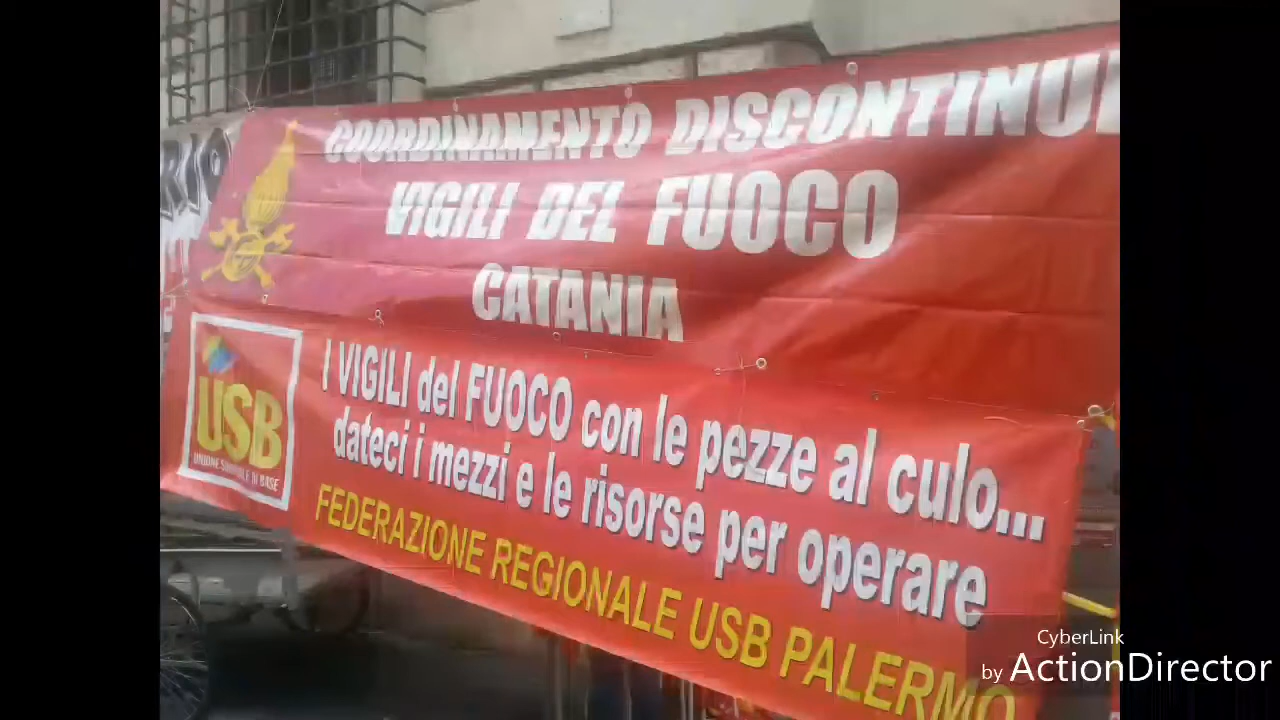 COORDINAMENTO DISCONTINUI
VIGILI DEL FUOCO
CATANIA
USB
UNIONE SINDACALE DI BASE
I VIGILI del FUOCO con le pezze al culo...
dateci i mezzi e le risorse per operare
FEDERAZIONE REGIONALE USB PALERMO
CyberLink
by ActionDirector